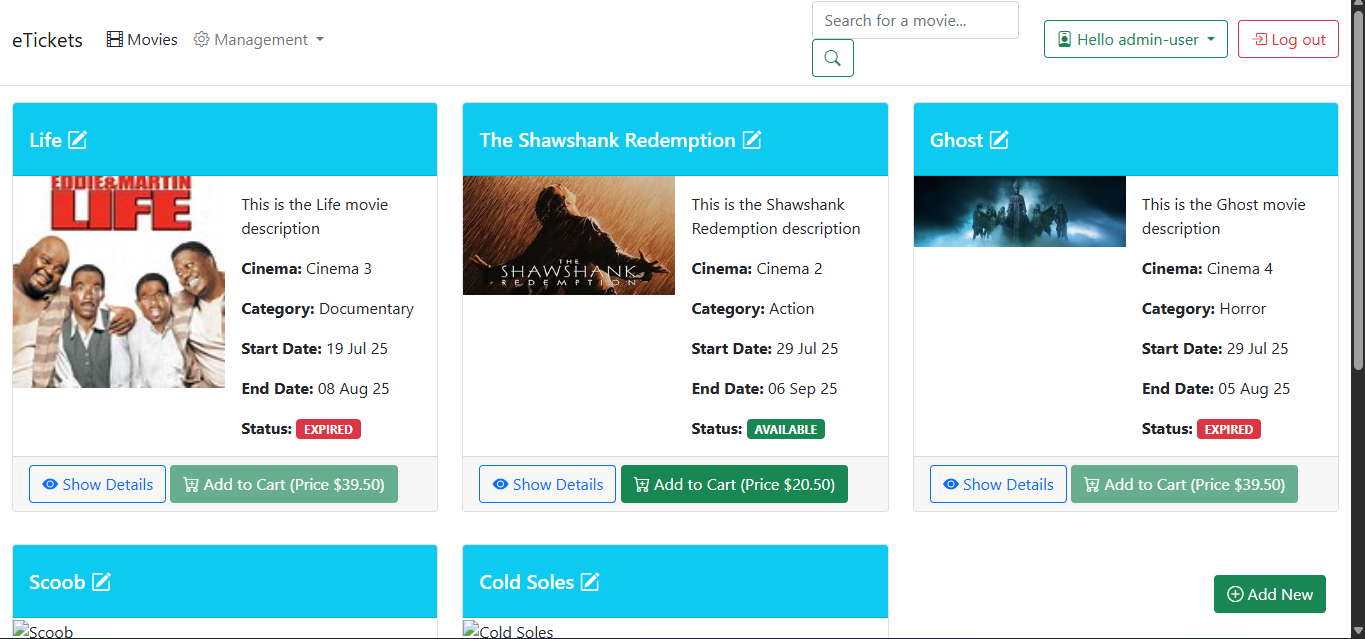 eTickets Movies Management Search for a movie... Hello admin-user Log out
Life
EDDIE & MARTIN
LIFE
This is the Life movie
description
Cinema: Cinema 3
Category: Documentary
Start Date: 19 Jul 25
End Date: 08 Aug 25
Status: EXPIRED
Show Details Add to Cart (Price $39.50)
The Shawshank Redemption
THE
SHAWSHANK
REDEMPTION
This is the Shawshank
Redemption description
Cinema: Cinema 2
Category: Action
Start Date: 29 Jul 25
End Date: 06 Sep 25
Status: AVAILABLE
Show Details Add to Cart (Price $20.50)
Ghost
This is the Ghost movie
description
Cinema: Cinema 4
Category: Horror
Start Date: 29 Jul 25
End Date: 05 Aug 25
Status: EXPIRED
Show Details Add to Cart (Price $39.50)
Scoob
Scoob
Cold Soles
Cold Soles
Add New